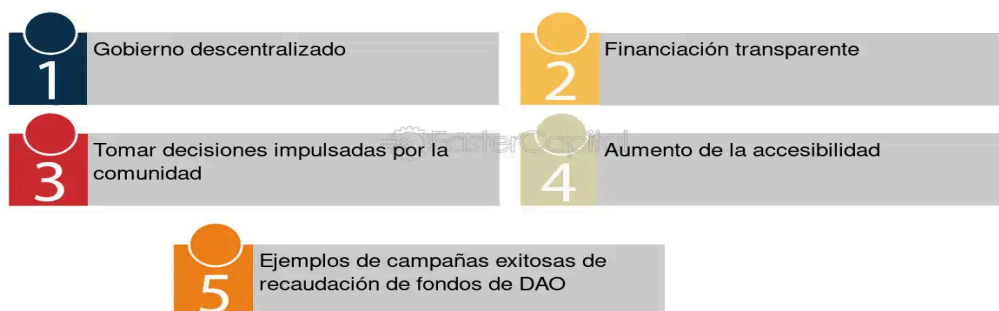 1
Gobierno descentralizado
2
Financiación transparente
3
Tomar decisiones impulsadas por la
comunidad
4
Aumento de la accesibilidad
FasterCapital
5
Ejemplos de campañas exitosas de
recaudación de fondos de DAO